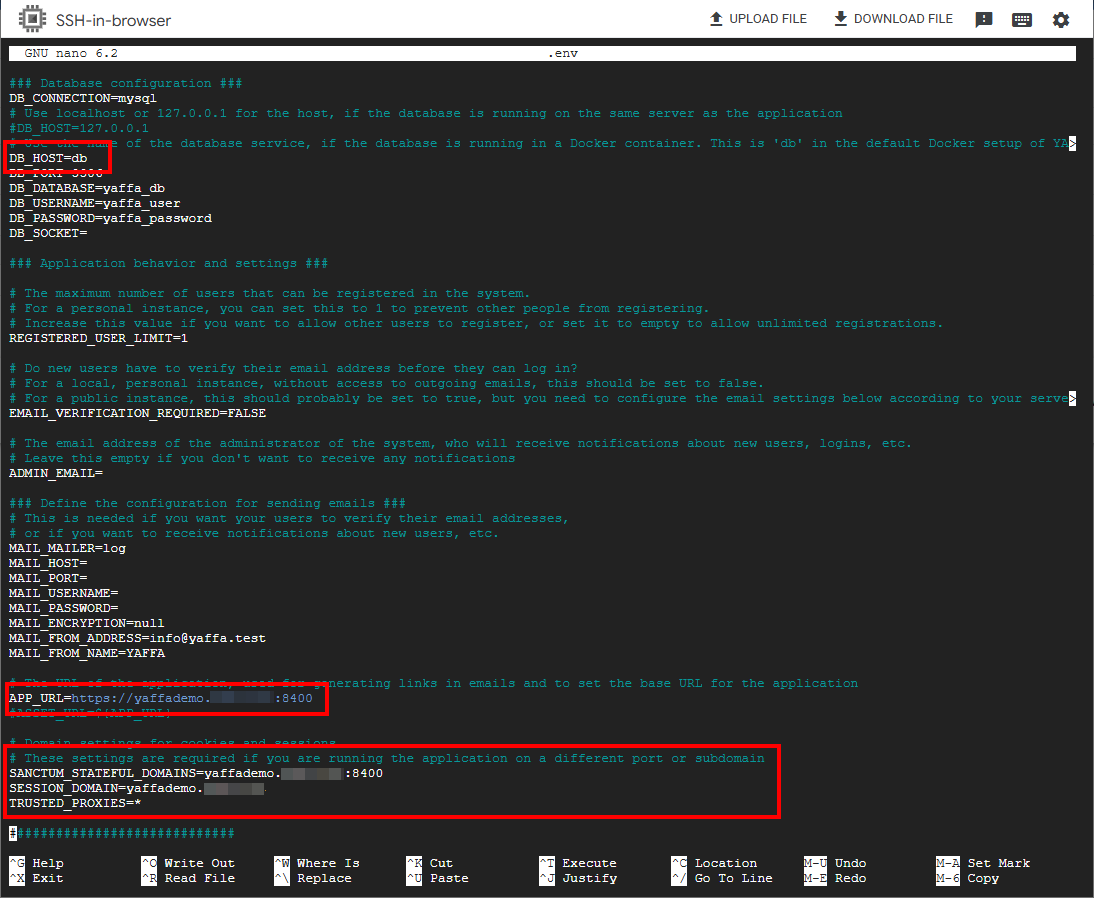 SSH-in-browser
UPLOAD FILE
DOWNLOAD FILE
GNU nano 6.2 .env
### Database configuration ###
DB_CONNECTION=mysql
# Use localhost or 127.0.0.1 for the host, if the database is running on the same server as the application
#DB_HOST=127.0.0.1
# Use the name of the database service, if the database is running in a Docker container. This is 'db' in the default Docker setup of YA>
DB_HOST=db
DB_PORT=3306
DB_DATABASE=yaffa_db
DB_USERNAME=yaffa_user
DB_PASSWORD=yaffa_password
DB_SOCKET=
### Application behavior and settings ###
# The maximum number of users that can be registered in the system.
# For a personal instance, you can set this to 1 to prevent other people from registering.
# Increase this value if you want to allow other users to register, or set it to empty to allow unlimited registrations.
REGISTERED_USER_LIMIT=1
# Do new users have to verify their email address before they can log in?
# For a local, personal instance, without access to outgoing emails, this should be set to false.
# For a public instance, this should probably be set to true, but you need to configure the email settings below according to your serve>
EMAIL_VERIFICATION_REQUIRED=FALSE
# The email address of the administrator of the system, who will receive notifications about new users, logins, etc.
# Leave this empty if you don't want to receive any notifications
ADMIN_EMAIL=
### Define the configuration for sending emails ###
# This is needed if you want your users to verify their email addresses,
# or if you want to receive notifications about new users, etc.
MAIL_MAILER=log
MAIL_HOST=
MAIL_PORT=
MAIL_USERNAME=
MAIL_PASSWORD=
MAIL_ENCRYPTION=null
MAIL_FROM_ADDRESS=info@yaffa.test
MAIL_FROM_NAME=YAFFA
# The URL of the application, used for generating links in emails and to set the base URL for the application
APP_URL=https://yaffademo. :8400
#ASSET_URL=${APP_URL}
# Domain settings for cookies and sessions
# These settings are required if you are running the application on a different port or subdomain
SANCTUM_STATEFUL_DOMAINS=yaffademo. :8400
SESSION_DOMAIN=yaffademo.
TRUSTED_PROXIES=*
#############################
^G Help ^O Write Out ^W Where Is ^K Cut ^T Execute ^C Location M-U Undo M-A Set Mark
^X Exit ^R Read File ^\ Replace ^U Paste ^J Justify ^/ Go To Line M-E Redo M-6 Copy